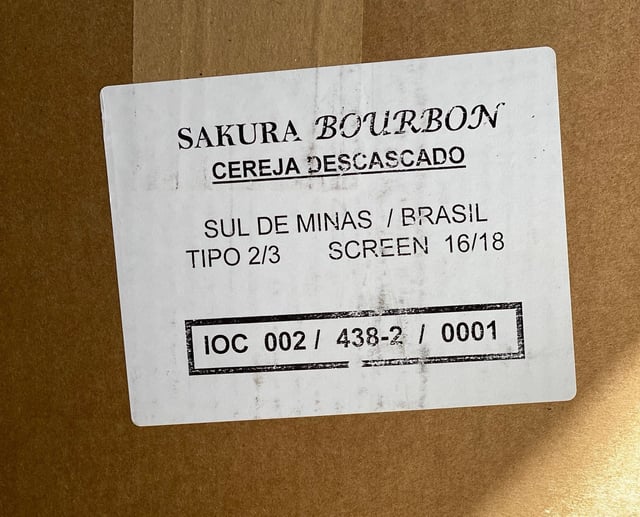 SAKURA BOURBON
CEREJA DESCASCADO
SUL DE MINAS / BRASIL
TIPO 2/3 SCREEN 16/18
IOC 002 / 438-2 / 0001